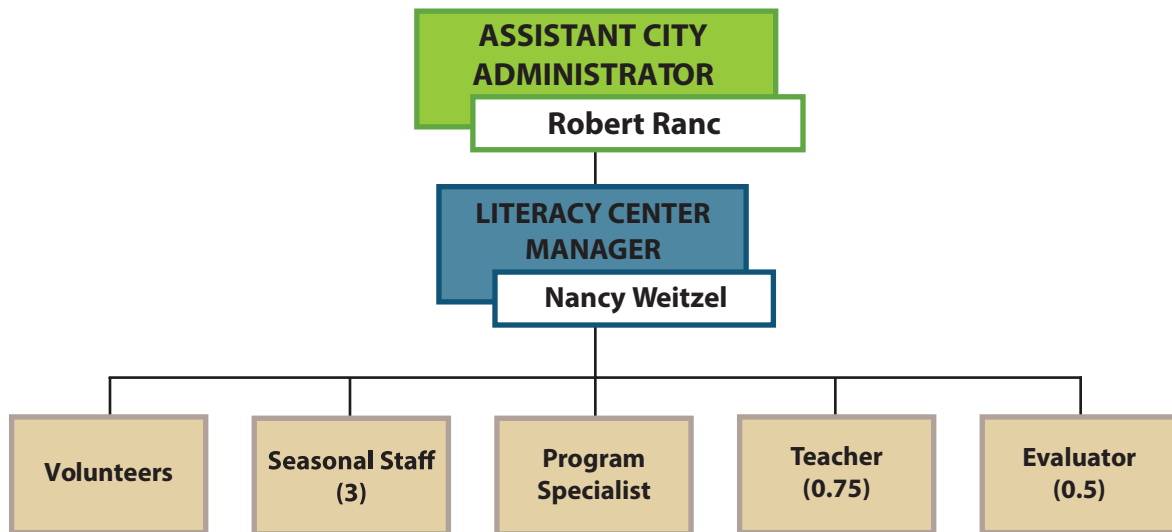 ASSISTANT CITY
ADMINISTRATOR
Robert Ranc
LITERACY CENTER
MANAGER
Nancy Weitzel
Volunteers
Seasonal Staff
(3)
Program
Specialist
Teacher
(0.75)
Evaluator
(0.5)